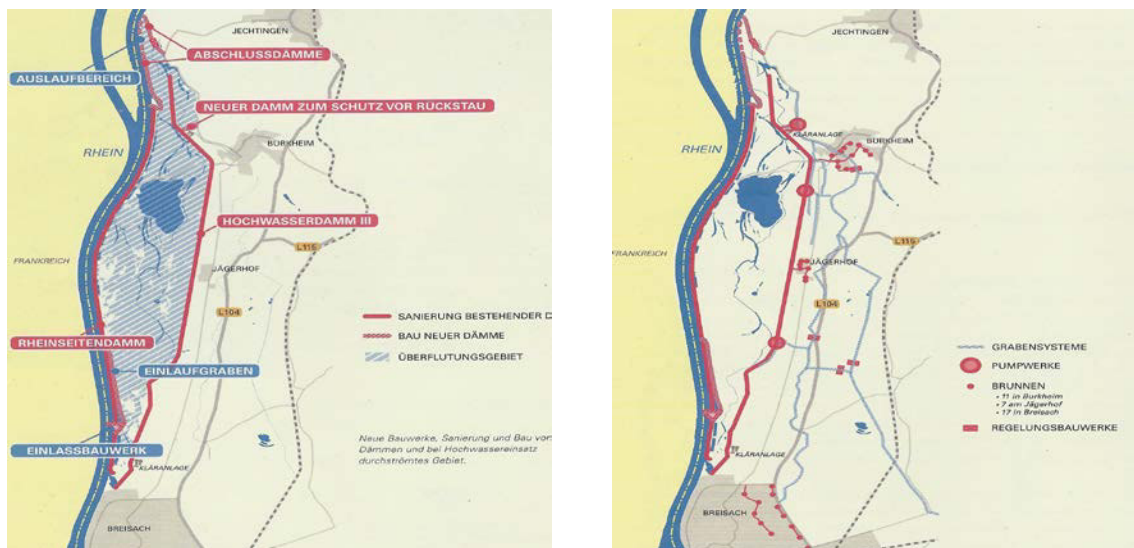 JECHTINGEN
ABSCHLUSSDÄMME
AUSLAUFBEREICH
NEUER DAMM ZUM SCHUTZ VOR RÜCKSTAU
BURKHEIM
RHEIN
HOCHWASSERDAMM III
L115
FRANKREICH
JÄGERHOF
L104
SANIERUNG BESTEHENDER D
RHEINSEITENDAMM
BAU NEUER DÄMME
ÜBERFLUTUNGSGEBIET
EINLAUFGRABEN
EINLASSBAUWERK
Neue Bauwerke, Sanierung und Bau von
Dämmen und bei Hochwassereinsatz
durchströmtes Gebiet.
KLÄRANLAGE
BREISACH
JECHTINGEN
KLÄRANLAGE
BURKHEIM
RHEIN
L115
FRANKREICH
JÄGERHOF
L104
GRABENSYSTEME
PUMPWERKE
BRUNNEN
• 11 in Burkheim
• 7 am Jägerhof
• 17 in Breisach
REGELUNGSBAUWERKE
KLÄRANLAGE
BREISACH